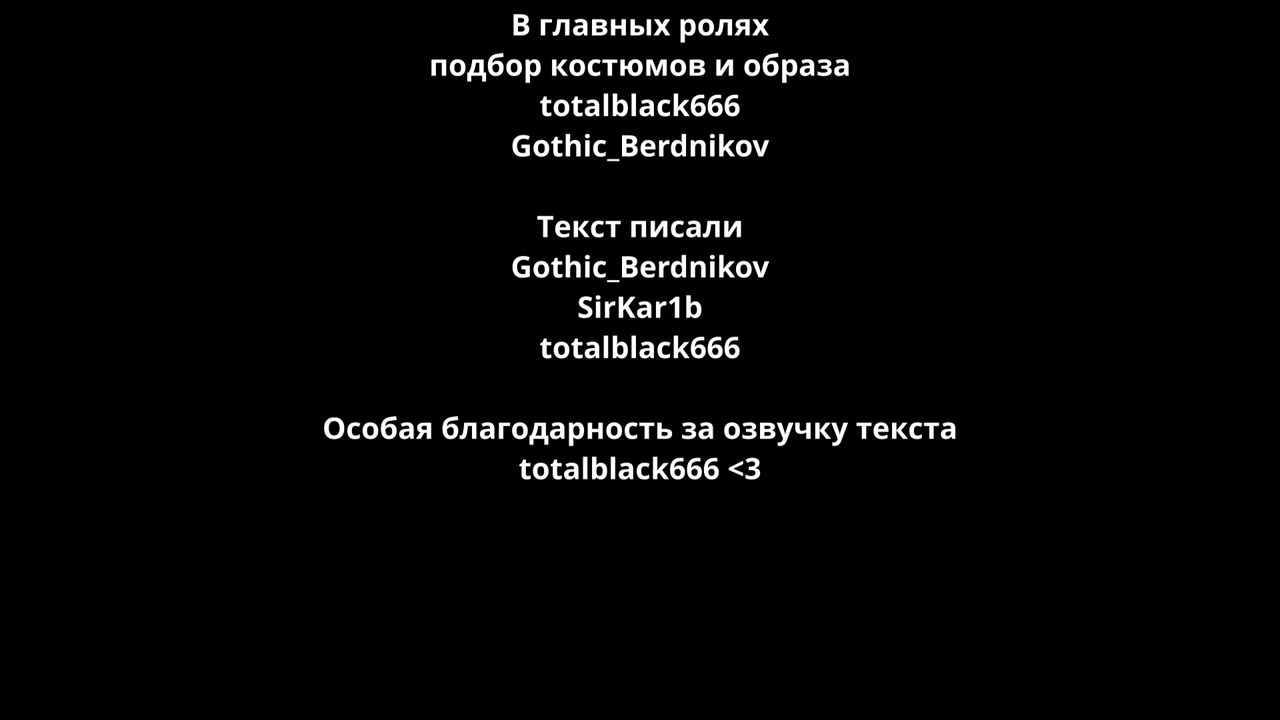 В главных ролях
подбор костюмов и образа
totalblack666
Gothic_Berdnikov
Текст писали
Gothic_Berdnikov
SirKar1b
totalblack666
Особая благодарность за озвучку текста
totalblack666 <3